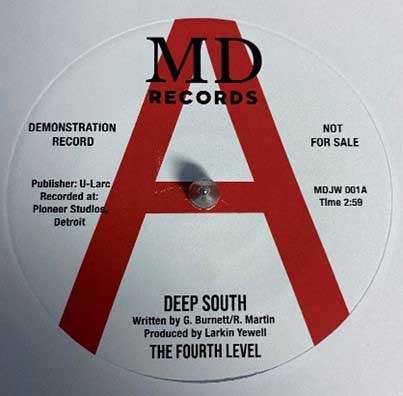 MD
RECORDS
A
DEMONSTRATION
RECORD
NOT
FOR SALE
Publisher: U-Larc
Recorded at:
Pioneer Studios,
Detroit
MDJW 001A
Time 2:59
DEEP SOUTH
Written by G. Burnett/R. Martin
Produced by Larkin Yewell
THE FOURTH LEVEL